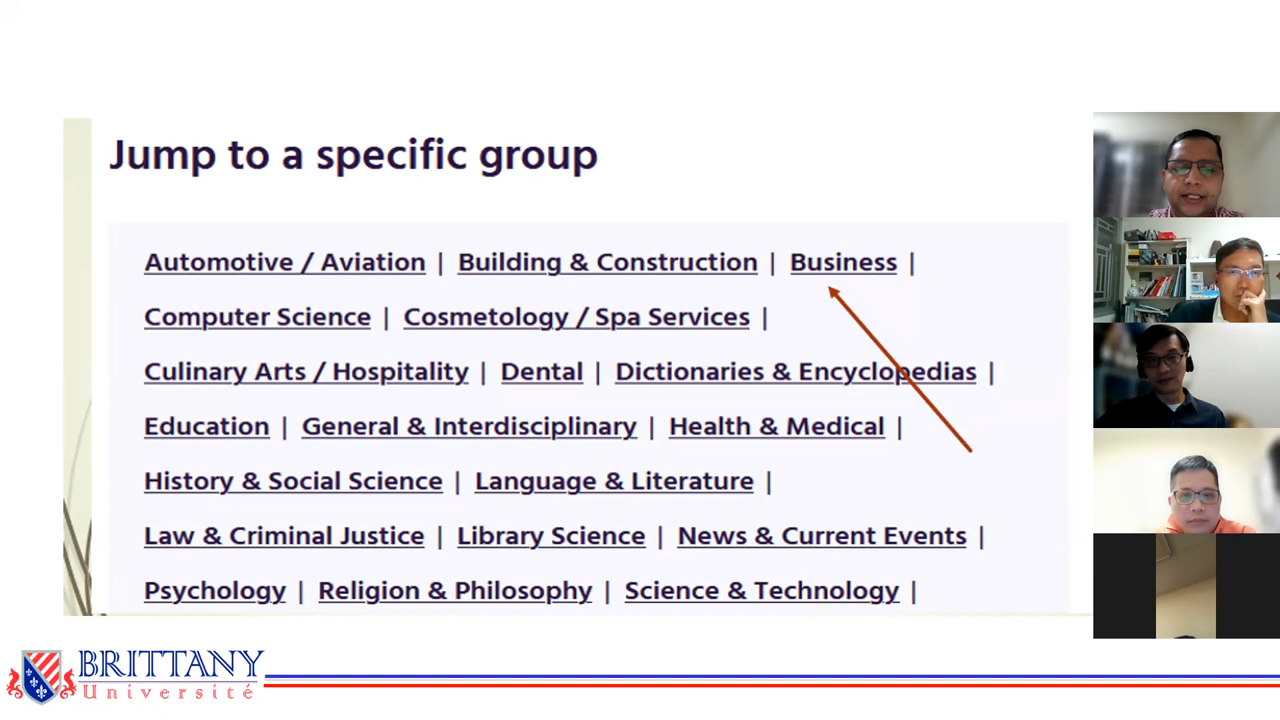 Jump to a specific group
Automotive / Aviation | Building & Construction | Business |
Computer Science | Cosmetology / Spa Services |
Culinary Arts / Hospitality | Dental | Dictionaries & Encyclopedias |
Education | General & Interdisciplinary | Health & Medical |
History & Social Science | Language & Literature |
Law & Criminal Justice | Library Science | News & Current Events |
Psychology | Religion & Philosophy | Science & Technology |
BRITTANY
Université